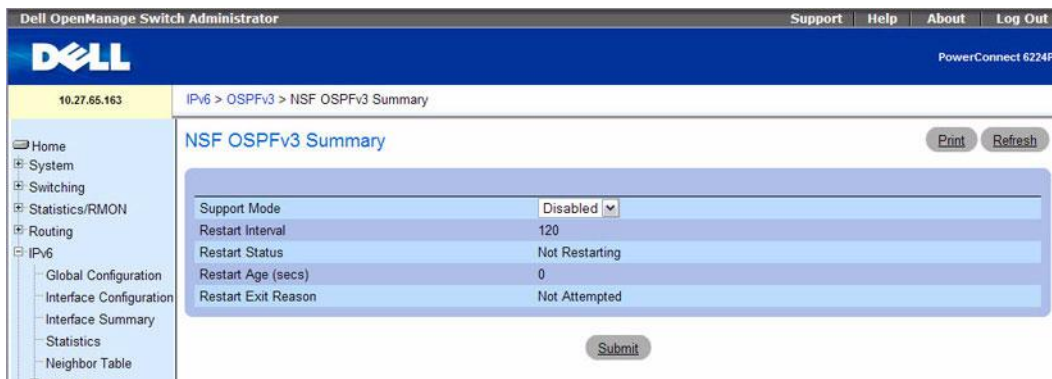 Dell OpenManage Switch Administrator
Support Help About Log Out
DELL
PowerConnect 6224P
10.27.65.163
IPv6 > OSPFv3 > NSF OSPFv3 Summary
Home
System
Switching
Statistics/RMON
Routing
IPv6
Global Configuration
Interface Configuration
Interface Summary
Statistics
Neighbor Table
NSF OSPFv3 Summary
Print Refresh
Support Mode Disabled
Restart Interval 120
Restart Status Not Restarting
Restart Age (secs) 0
Restart Exit Reason Not Attempted
Submit